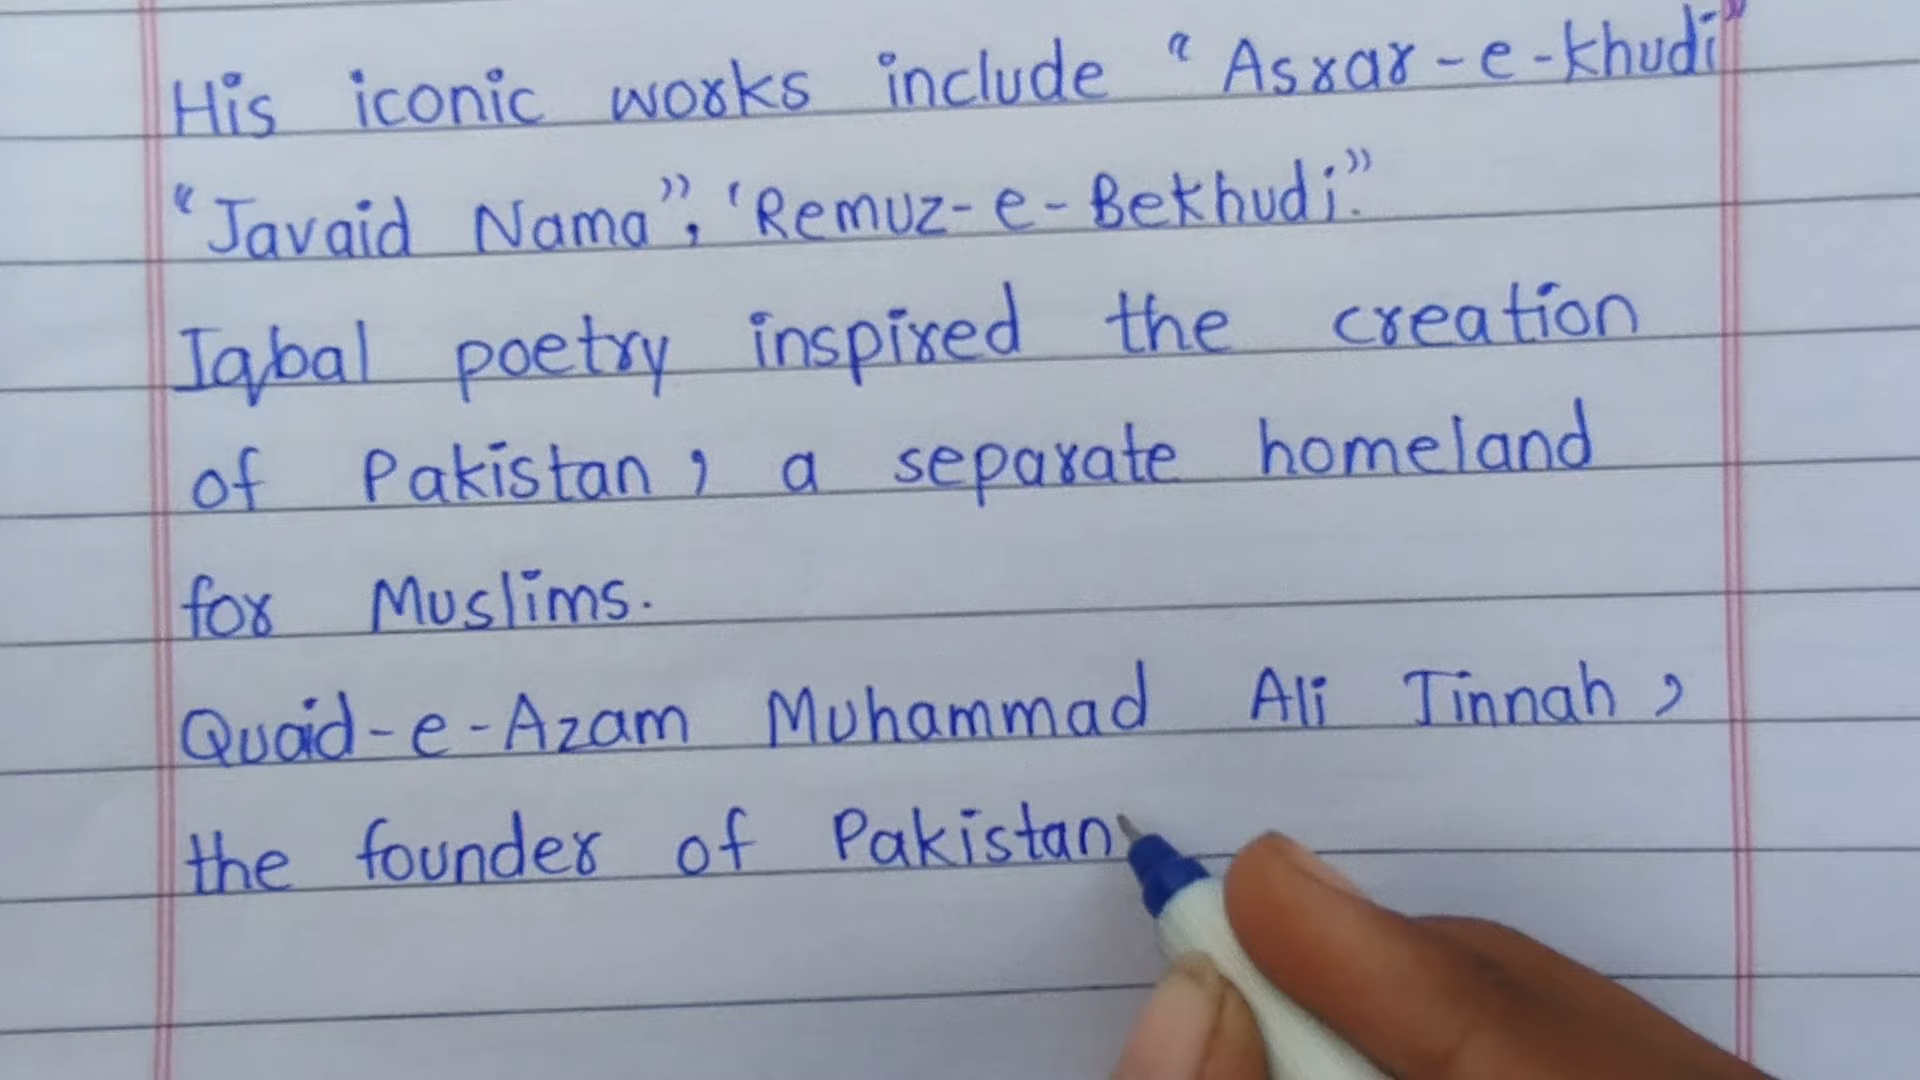 His iconic works include "Asrar-e-khudi"
"Javaid Nama", 'Remuz-e-Bekhudi."
Iqbal poetry inspired the creation
of Pakistan, a separate homeland
for Muslims.
Quaid-e-Azam Muhammad Ali Jinnah,
the founder of Pakistan